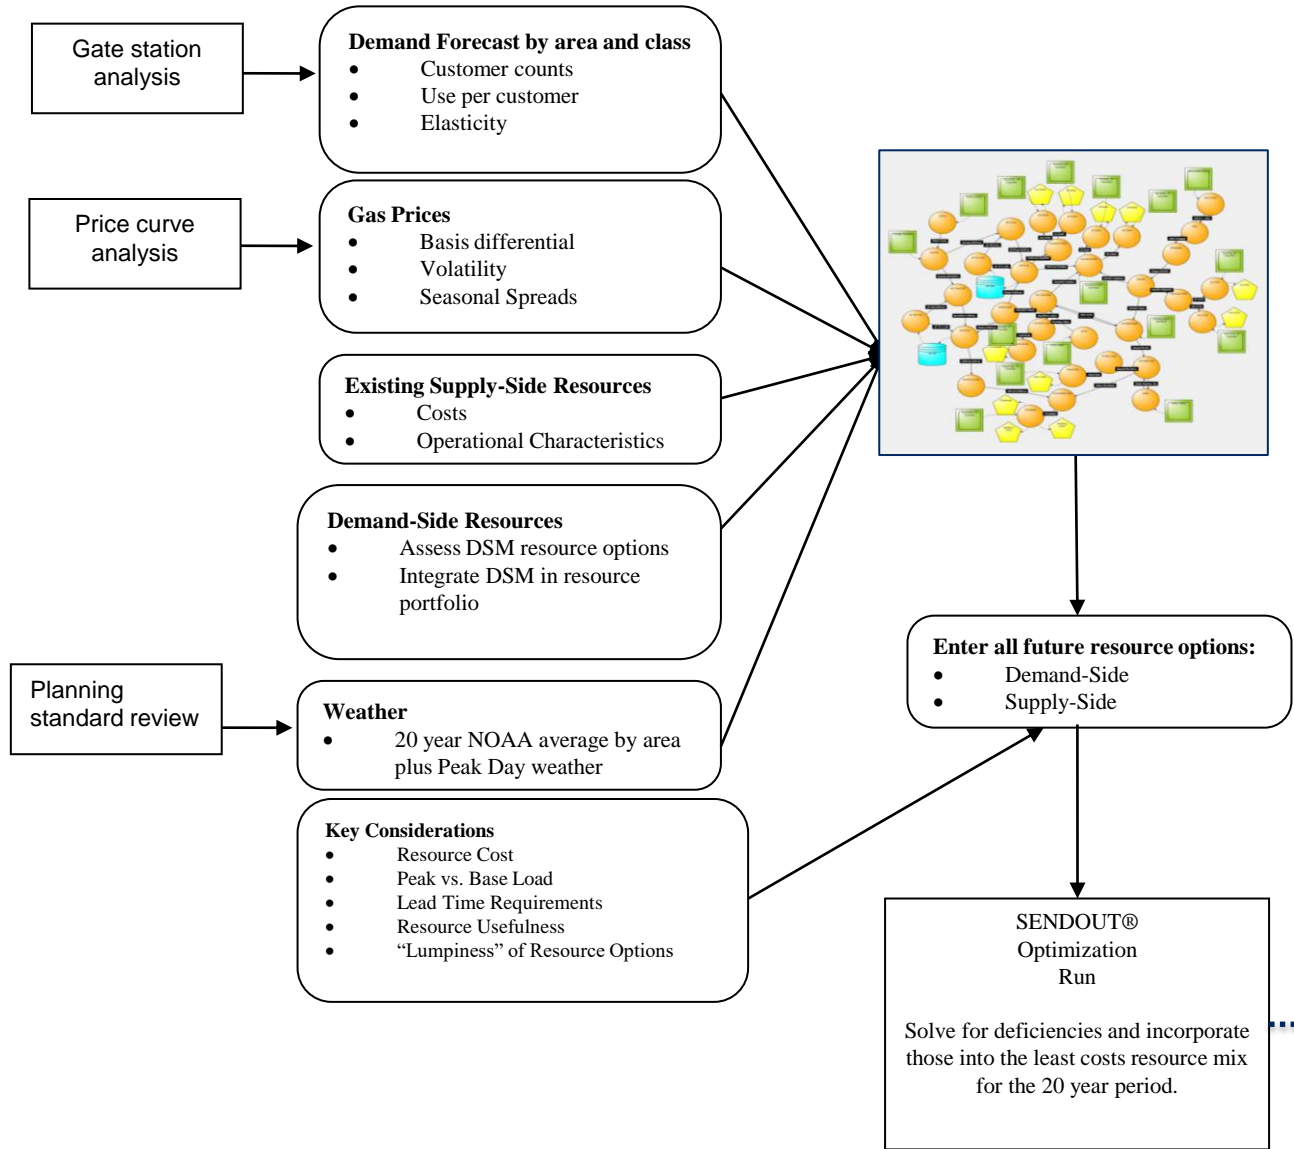 Gate station
analysis
Demand Forecast by area and class
• Customer counts
• Use per customer
• Elasticity
Price curve
analysis
Gas Prices
• Basis differential
• Volatility
• Seasonal Spreads
Existing Supply-Side Resources
• Costs
• Operational Characteristics
Demand-Side Resources
• Assess DSM resource options
• Integrate DSM in resource
portfolio
Planning
standard review
Weather
• 20 year NOAA average by area
plus Peak Day weather
Key Considerations
• Resource Cost
• Peak vs. Base Load
• Lead Time Requirements
• Resource Usefulness
• “Lumpiness” of Resource Options
Enter all future resource options:
• Demand-Side
• Supply-Side
SENDOUT®
Optimization
Run
Solve for deficiencies and incorporate
those into the least costs resource mix
for the 20 year period.